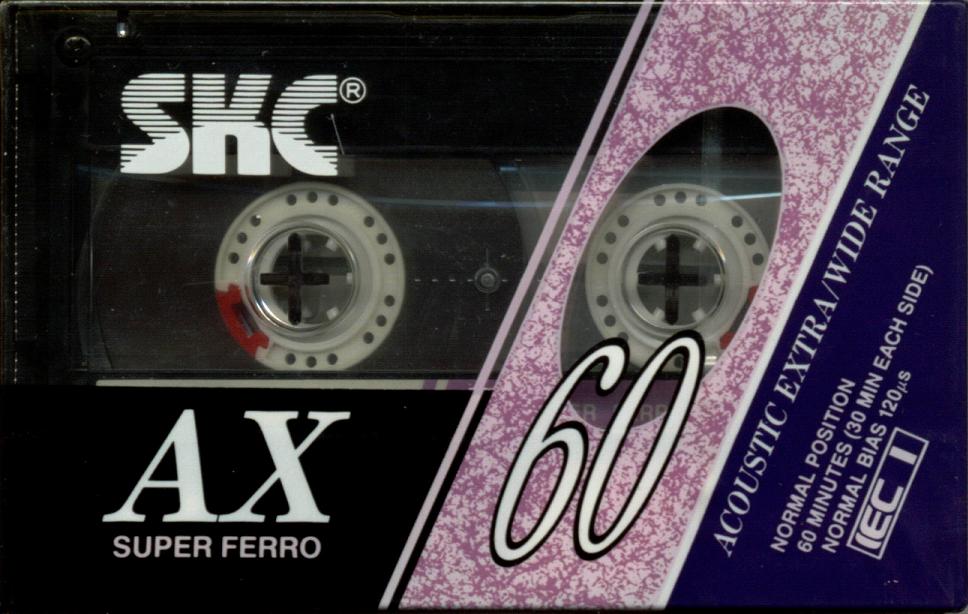 SKC®
AX
SUPER FERRO
60
ACOUSTIC EXTRA/WIDE RANGE
NORMAL POSITION
60 MINUTES (30 MIN EACH SIDE)
NORMAL BIAS 120µs
IEC I